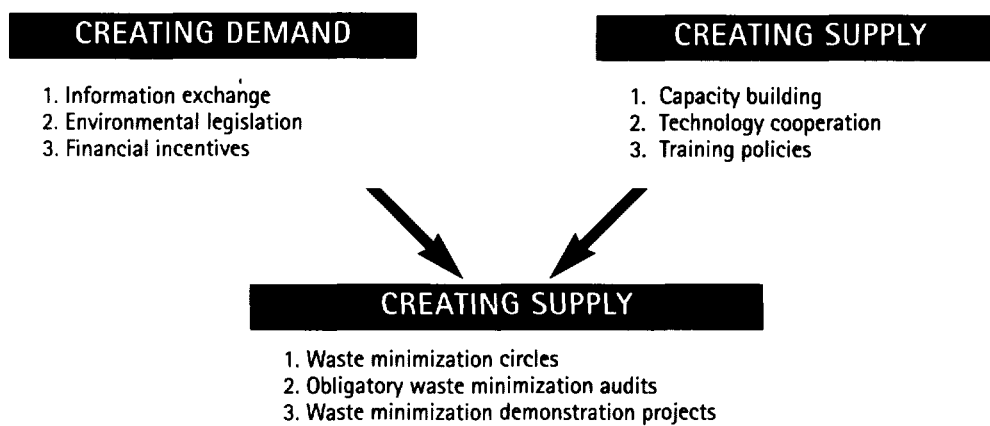 CREATING DEMAND
1. Information exchange
2. Environmental legislation
3. Financial incentives
CREATING SUPPLY
1. Capacity building
2. Technology cooperation
3. Training policies
CREATING SUPPLY
1. Waste minimization circles
2. Obligatory waste minimization audits
3. Waste minimization demonstration projects